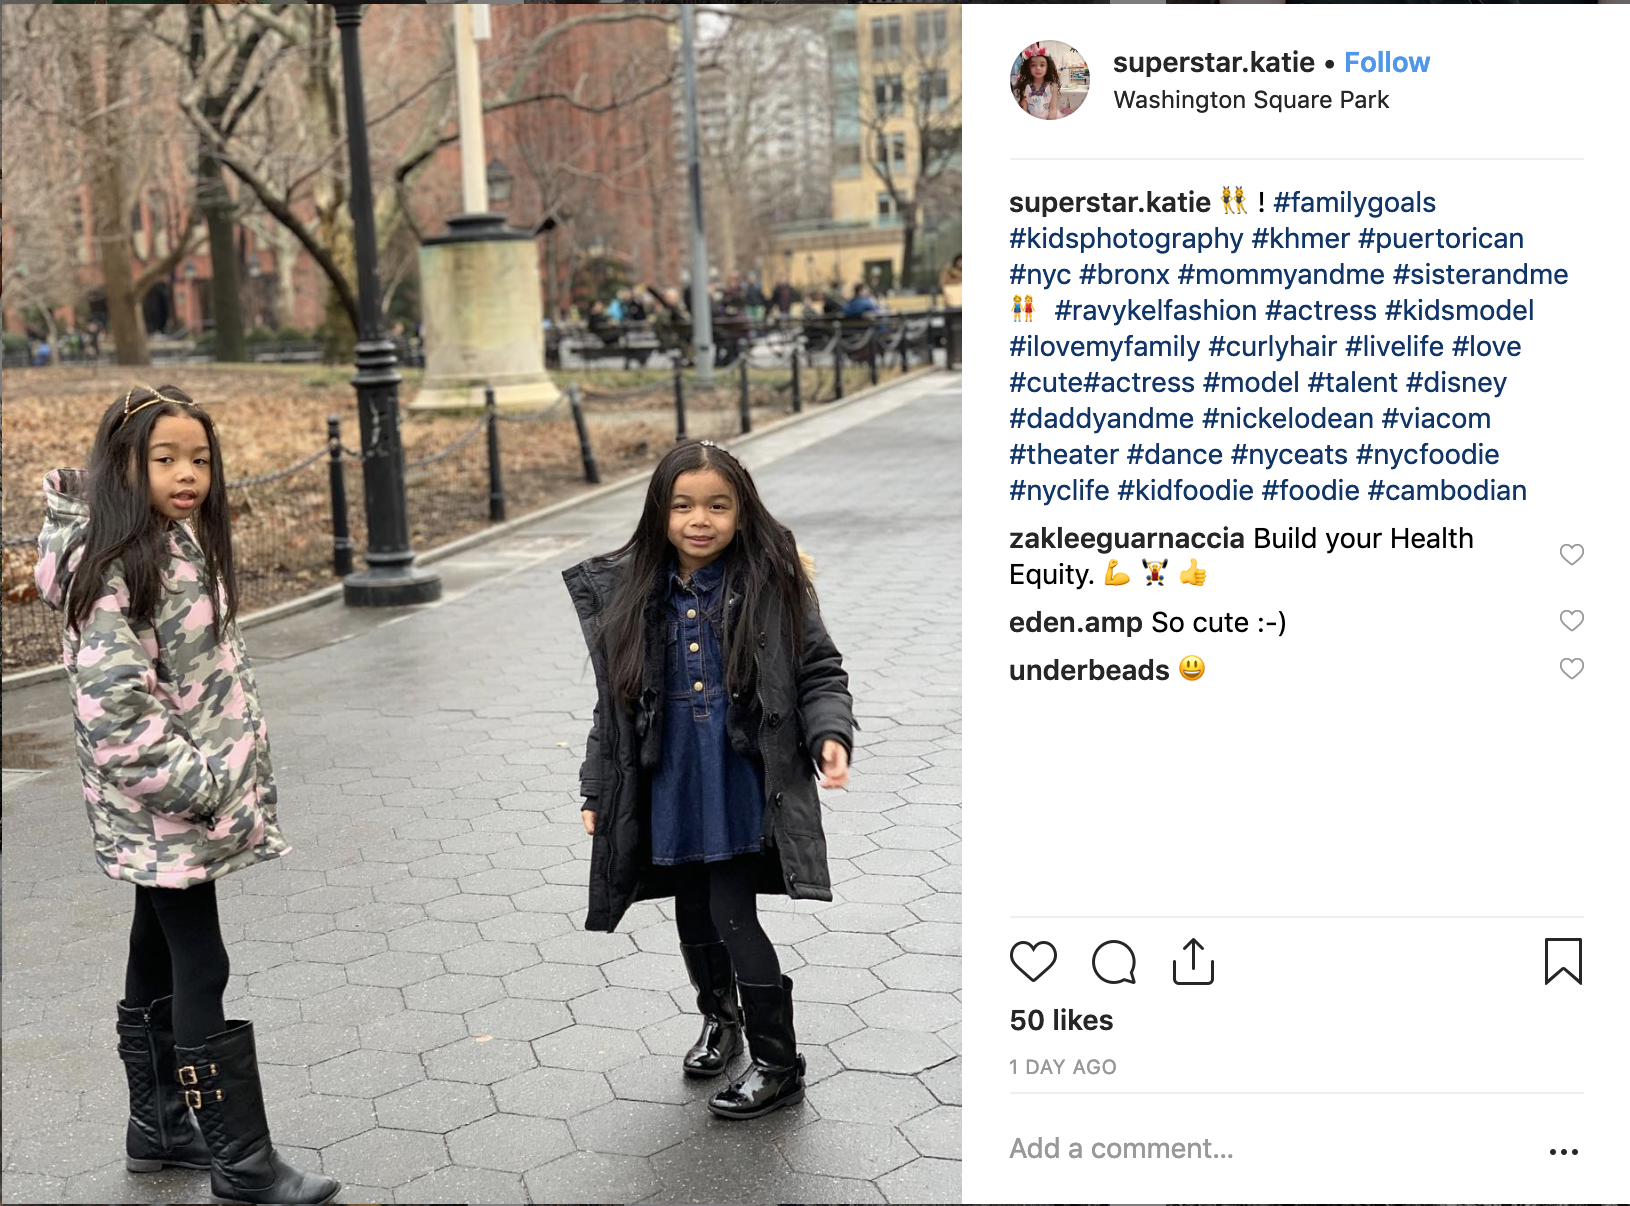 superstar.katie • Follow
Washington Square Park
superstar.katie 👯 ! #familygoals
#kidsphotography #khmer #puertorican
#nyc #bronx #mommyandme #sisterandme
👭 #ravykelfashion #actress #kidsmodel
#ilovemyfamily #curlyhair #livelife #love
#cute#actress #model #talent #disney
#daddyandme #nickelodean #viacom
#theater #dance #nyceats #nycfoodie
#nyclife #kidfoodie #foodie #cambodian
zakleeguarnaccia Build your Health
Equity. 💪 🏋️ 👍
eden.amp So cute :-)
underbeads 😃
50 likes
1 DAY AGO
Add a comment...